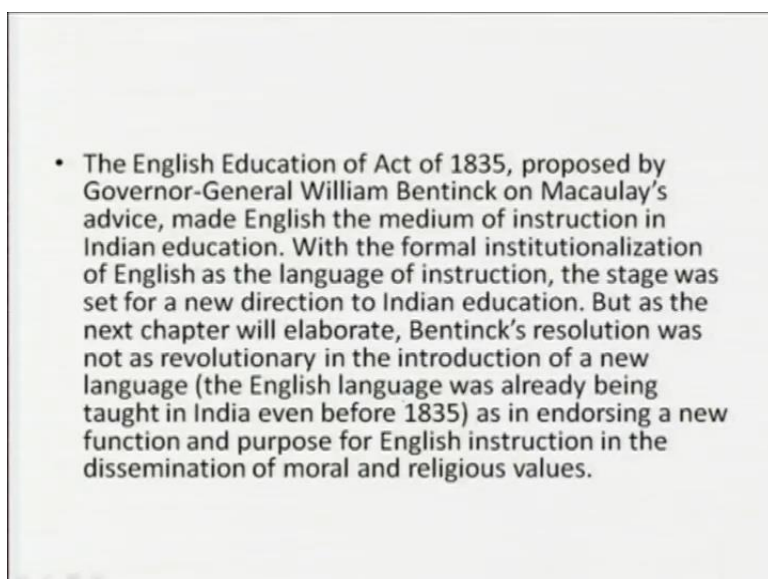 • The English Education of Act of 1835, proposed by
Governor-General William Bentinck on Macaulay's
advice, made English the medium of instruction in
Indian education. With the formal institutionalization
of English as the language of instruction, the stage was
set for a new direction to Indian education. But as the
next chapter will elaborate, Bentinck's resolution was
not as revolutionary in the introduction of a new
language (the English language was already being
taught in India even before 1835) as in endorsing a new
function and purpose for English instruction in the
dissemination of moral and religious values.